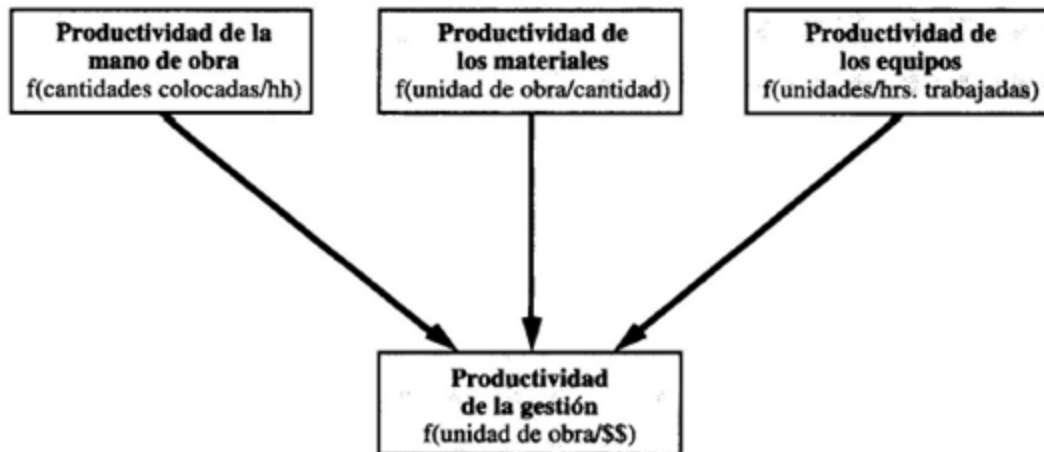 Productividad de la
mano de obra
f(cantidades colocadas/hh)
Productividad de
los materiales
f(unidad de obra/cantidad)
Productividad de
los equipos
f(unidades/hrs. trabajadas)
Productividad
de la gestión
f(unidad de obra/$$)